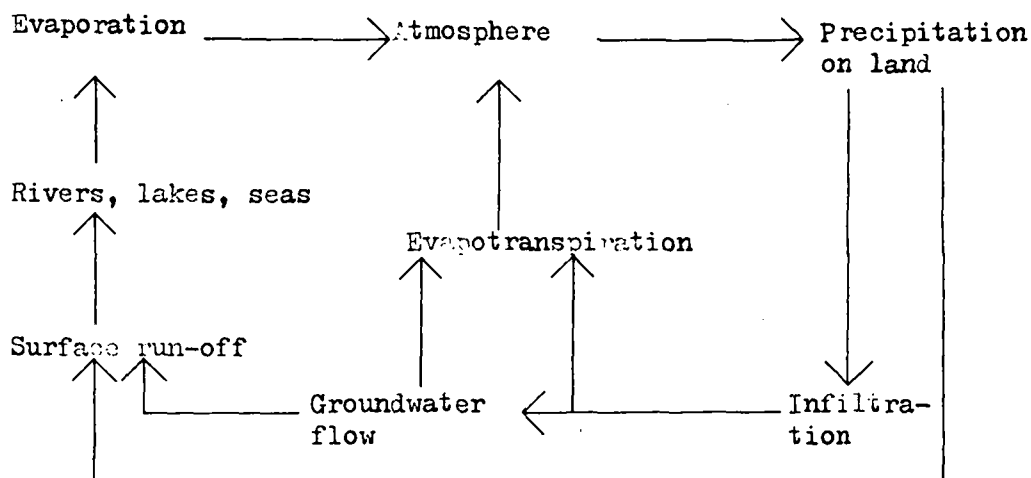 Evaporation
Atmosphere
Precipitation
on land
Rivers, lakes, seas
Evapotranspiration
Surface run-off
Groundwater
flow
Infiltra-
tion